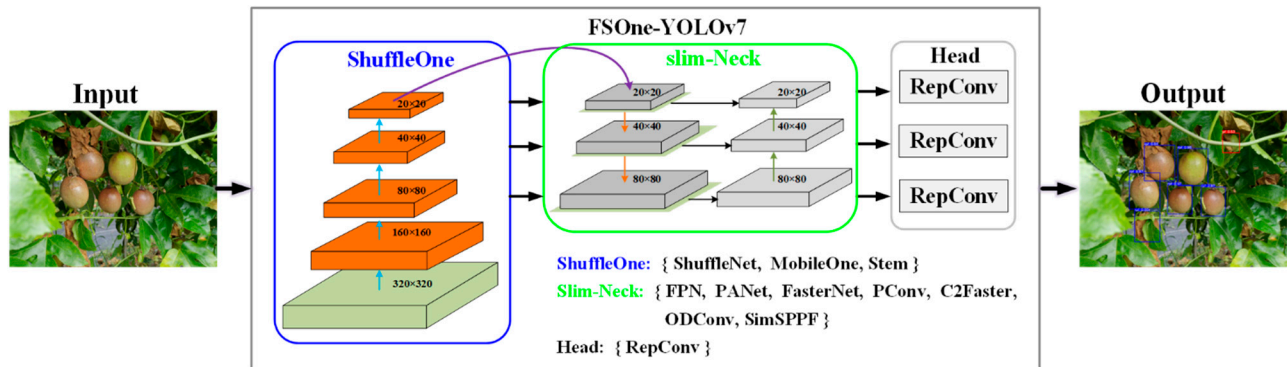 FSOne-YOLOv7
Input
ShuffleOne
20×20
40×40
80×80
160×160
320×320
slim-Neck
20×20
20×20
40×40
40×40
80×80
80×80
Head
RepConv
RepConv
RepConv
Output
ShuffleOne: { ShuffleNet, MobileOne, Stem }
Slim-Neck: { FPN, PANet, FasterNet, PConv, C2Faster,
ODConv, SimSPPF }
Head: { RepConv }